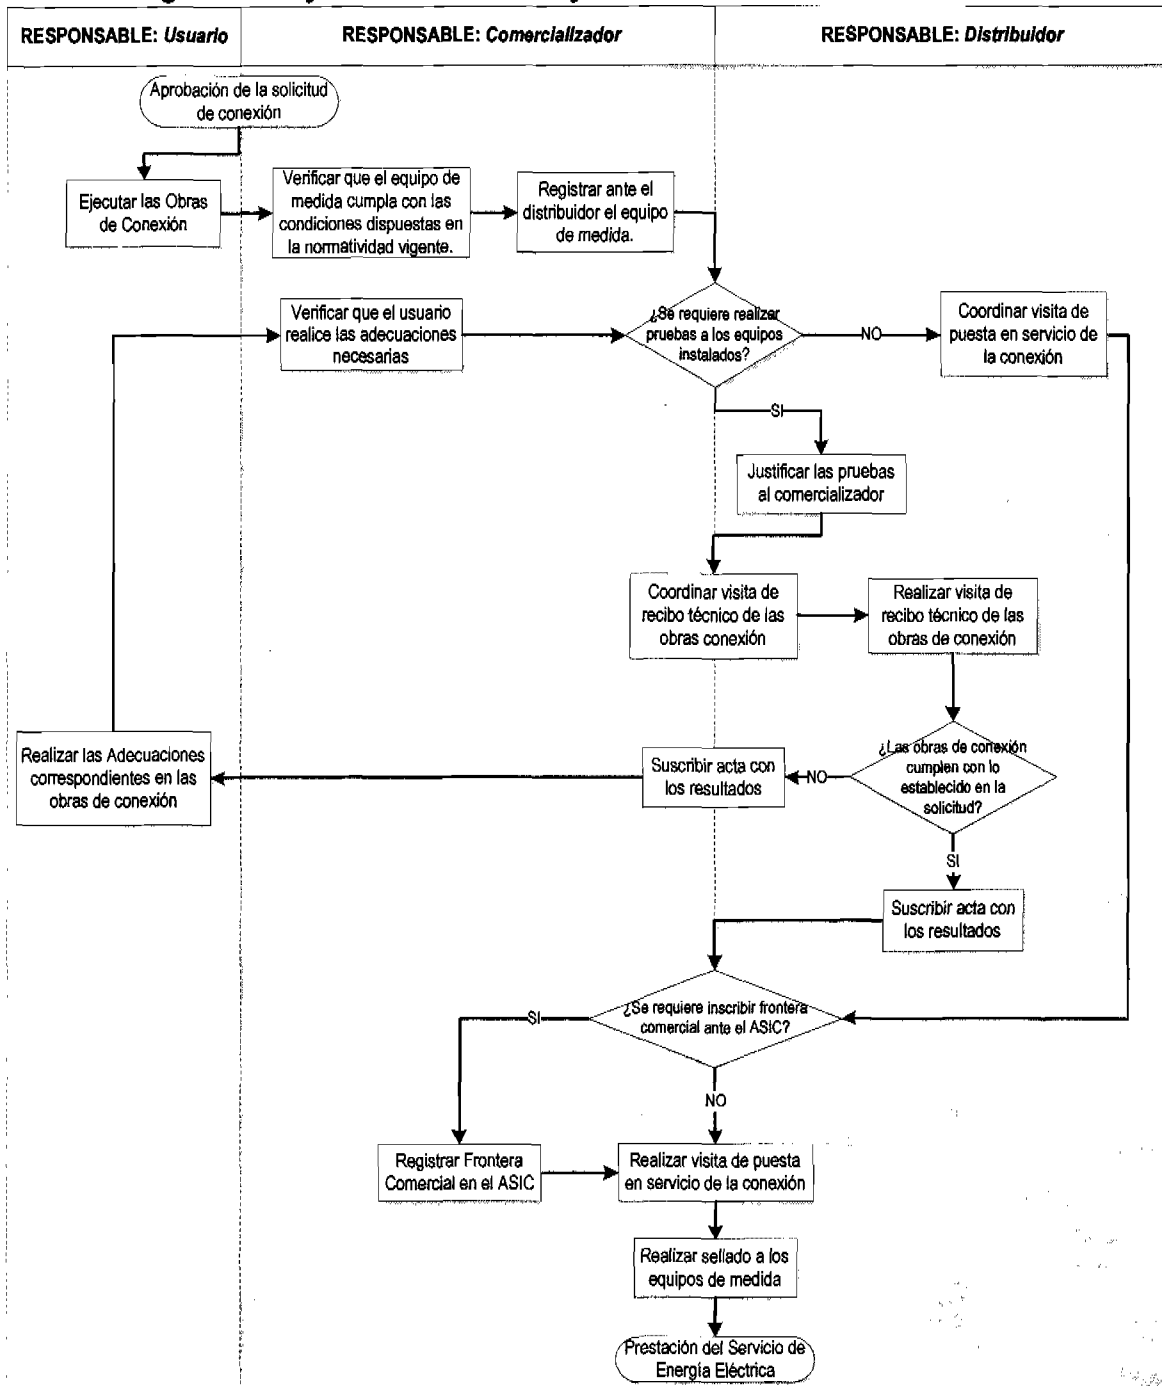 RESPONSABLE: Usuario
RESPONSABLE: Comercializador
RESPONSABLE: Distribuidor
Aprobación de la solicitud
de conexión
Ejecutar las Obras
de Conexión
Verificar que el equipo de
medida cumpla con las
condiciones dispuestas en
la normatividad vigente.
Registrar ante el
distribuidor el equipo
de medida.
Verificar que el usuario
realice las adecuaciones
necesarias
¿Se requiere realizar
pruebas a los equipos
instalados?
NO
Coordinar visita de
puesta en servicio de
la conexión
SI
Justificar las pruebas
al comercializador
Coordinar visita de
recibo técnico de las
obras conexión
Realizar visita de
recibo técnico de las
obras de conexión
Realizar las Adecuaciones
correspondientes en las
obras de conexión
Suscribir acta con
los resultados
NO
¿Las obras de conexión
cumplen con lo
establecido en la
solicitud?
SI
Suscribir acta con
los resultados
¿Se requiere inscribir frontera
comercial ante el ASIC?
SI
NO
Registrar Frontera
Comercial en el ASIC
Realizar visita de puesta
en servicio de la conexión
Realizar sellado a los
equipos de medida
Prestación del Servicio de
Energía Eléctrica